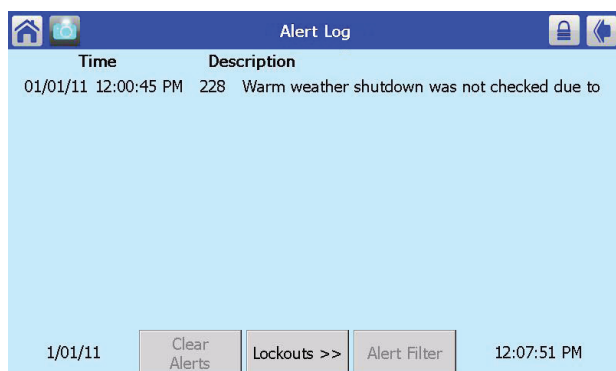 Alert Log
Time Description
01/01/11 12:00:45 PM 228 Warm weather shutdown was not checked due to
1/01/11 Clear Alerts Lockouts >> Alert Filter 12:07:51 PM